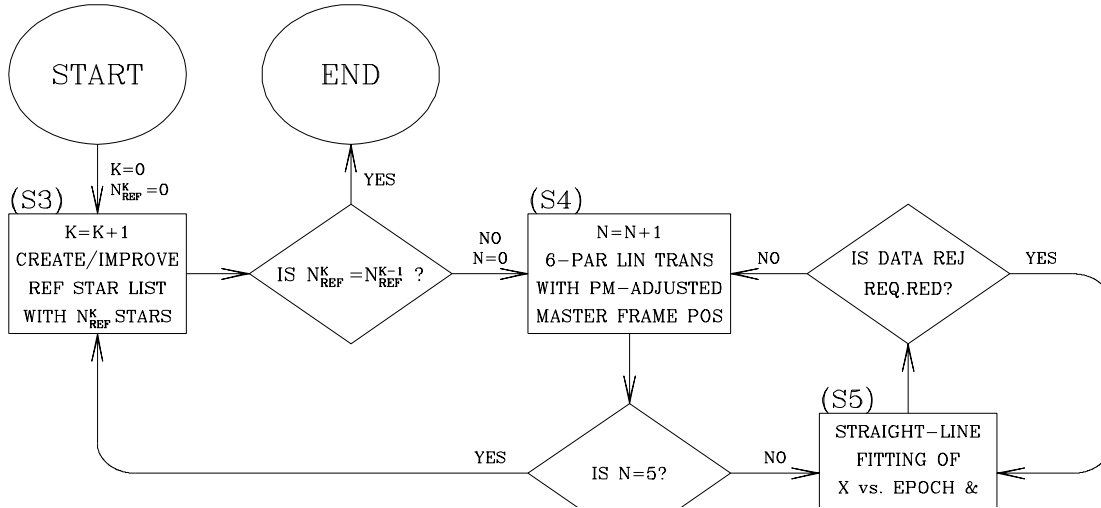 START
END
K=0
N^K_REF=0
YES
(S3)
K=K+1
CREATE/IMPROVE
REF STAR LIST
WITH N^K_REF STARS
IS N^K_REF=N^K-1_REF ?
NO
N=0
(S4)
N=N+1
6-PAR LIN TRANS
WITH PM-ADJUSTED
MASTER FRAME POS
NO
IS DATA REJ
REQ.RED?
YES
YES
IS N=5?
NO
(S5)
STRAIGHT-LINE
FITTING OF
X vs. EPOCH &